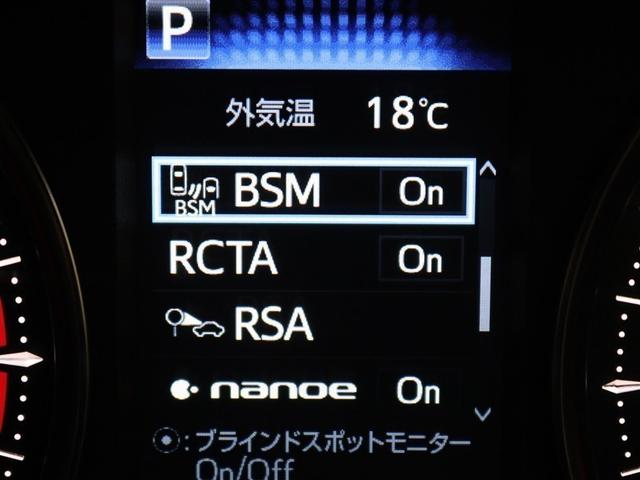 P
外気温 18℃
BSM BSM On
RCTA On
RSA
nanoe On
:ブラインドスポットモニター
On/Off